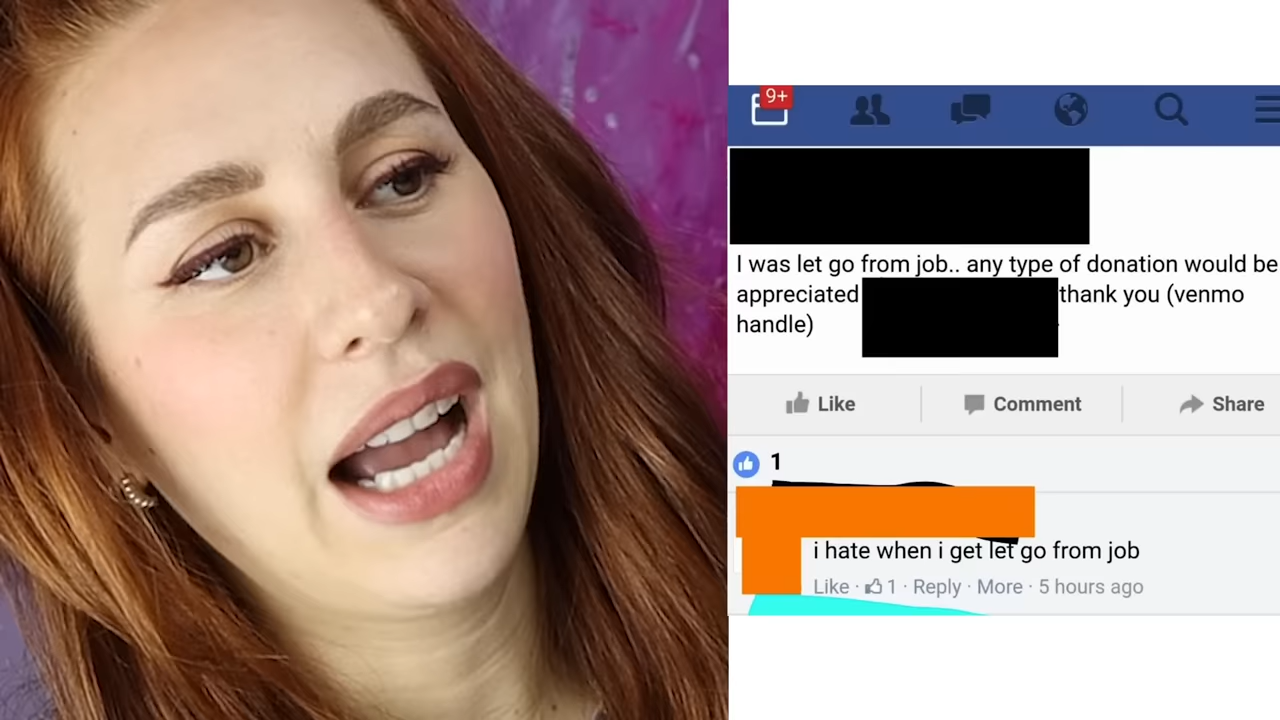 9+
I was let go from job.. any type of donation would be
appreciated thank you (venmo
handle)
Like Comment Share
1
i hate when i get let go from job
Like · 1 · Reply · More · 5 hours ago